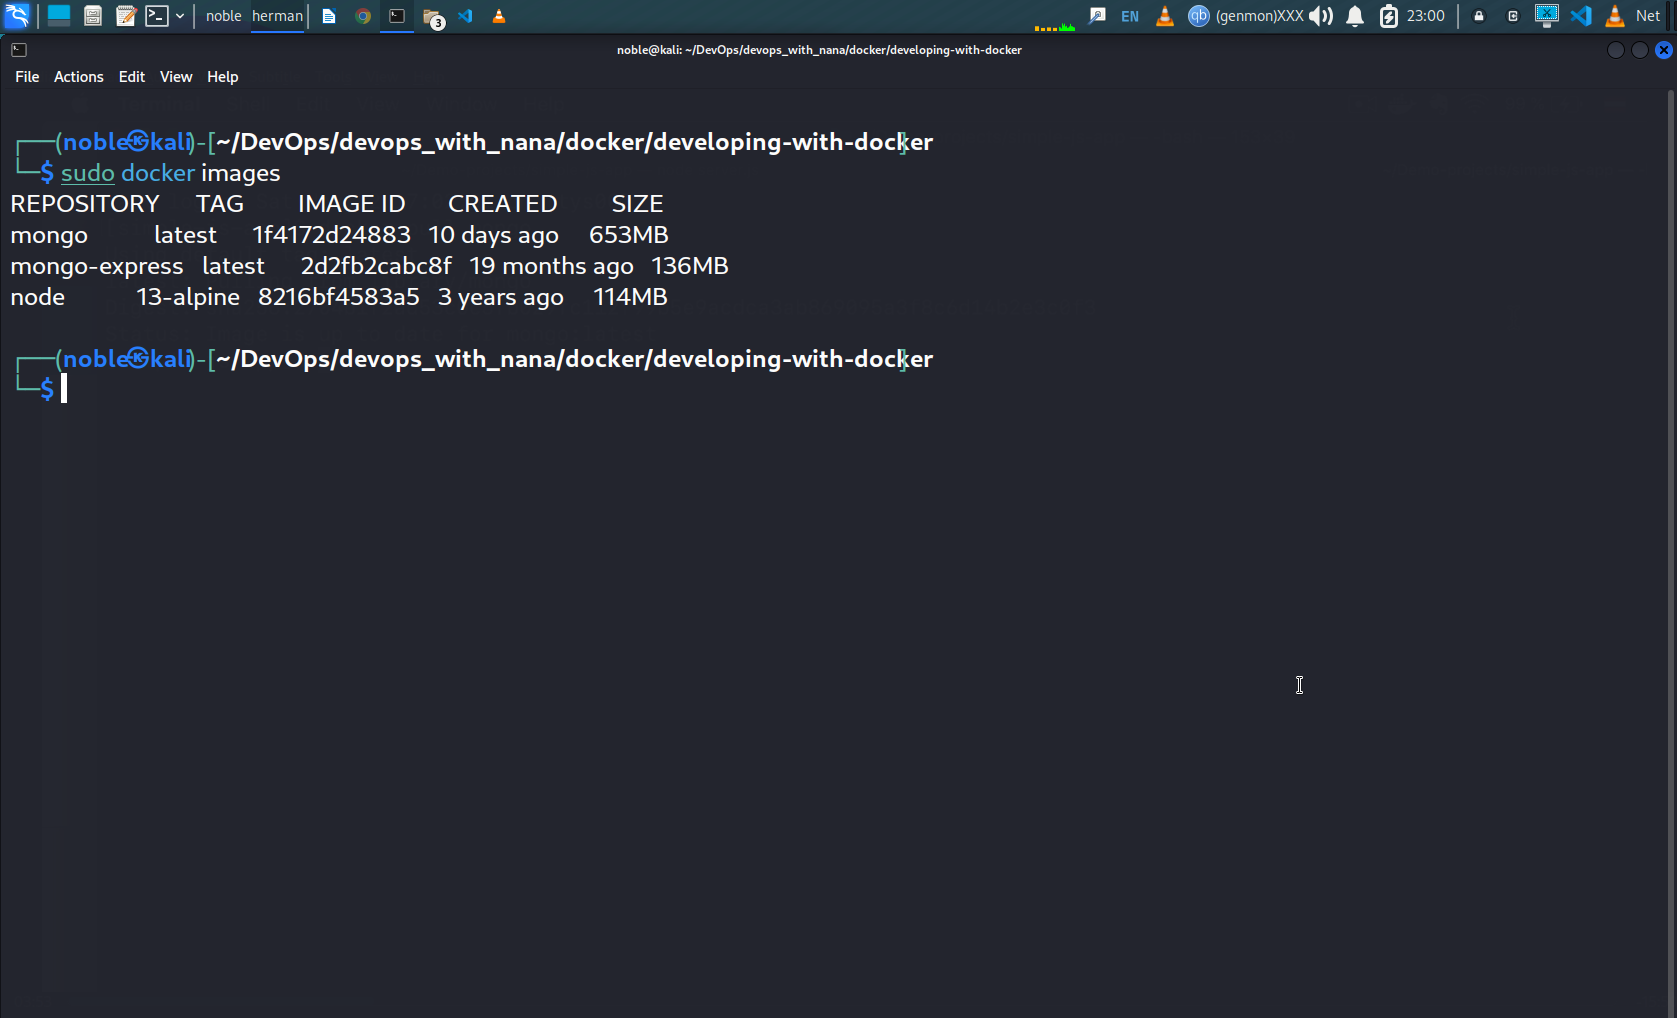 noble herman 3 EN qb (genmon)XXX 23:00 Net
noble@kali: ~/DevOps/devops_with_nana/docker/developing-with-docker
File Actions Edit View Help
┌──(noble㉿kali)-[~/DevOps/devops_with_nana/docker/developing-with-docker]
└─$ sudo docker images
REPOSITORY TAG IMAGE ID CREATED SIZE
mongo latest 1f4172d24883 10 days ago 653MB
mongo-express latest 2d2fb2cabc8f 19 months ago 136MB
node 13-alpine 8216bf4583a5 3 years ago 114MB
┌──(noble㉿kali)-[~/DevOps/devops_with_nana/docker/developing-with-docker]
└─$